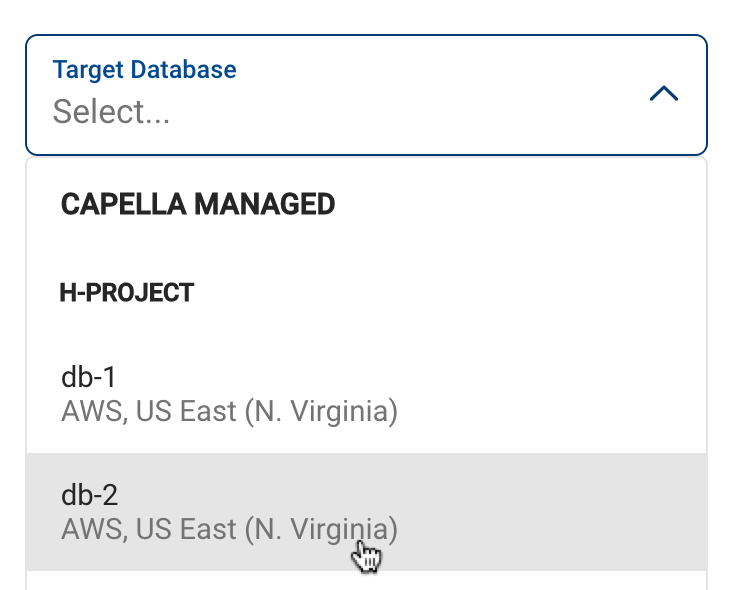 Target Database
Select...
CAPELLA MANAGED
H-PROJECT
db-1
AWS, US East (N. Virginia)
db-2
AWS, US East (N. Virginia)